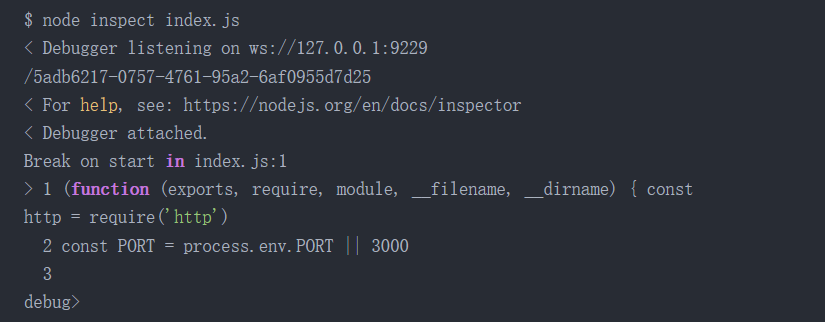 $ node inspect index.js
< Debugger listening on ws://127.0.0.1:9229
/5adb6217-0757-4761-95a2-6af0955d7d25
< For help, see: https://nodejs.org/en/docs/inspector
< Debugger attached.
Break on start in index.js:1
> 1 (function (exports, require, module, __filename, __dirname) { const
http = require('http')
  2 const PORT = process.env.PORT || 3000
  3
debug>